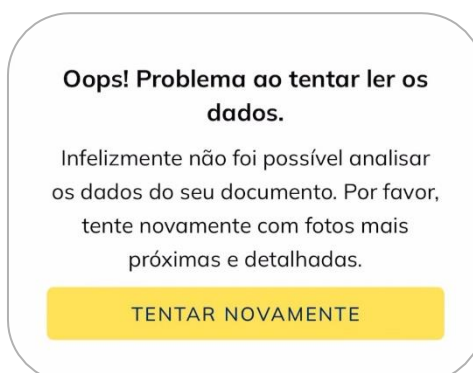 Oops! Problema ao tentar ler os
dados.
Infelizmente não foi possível analisar
os dados do seu documento. Por favor,
tente novamente com fotos mais
próximas e detalhadas.
TENTAR NOVAMENTE